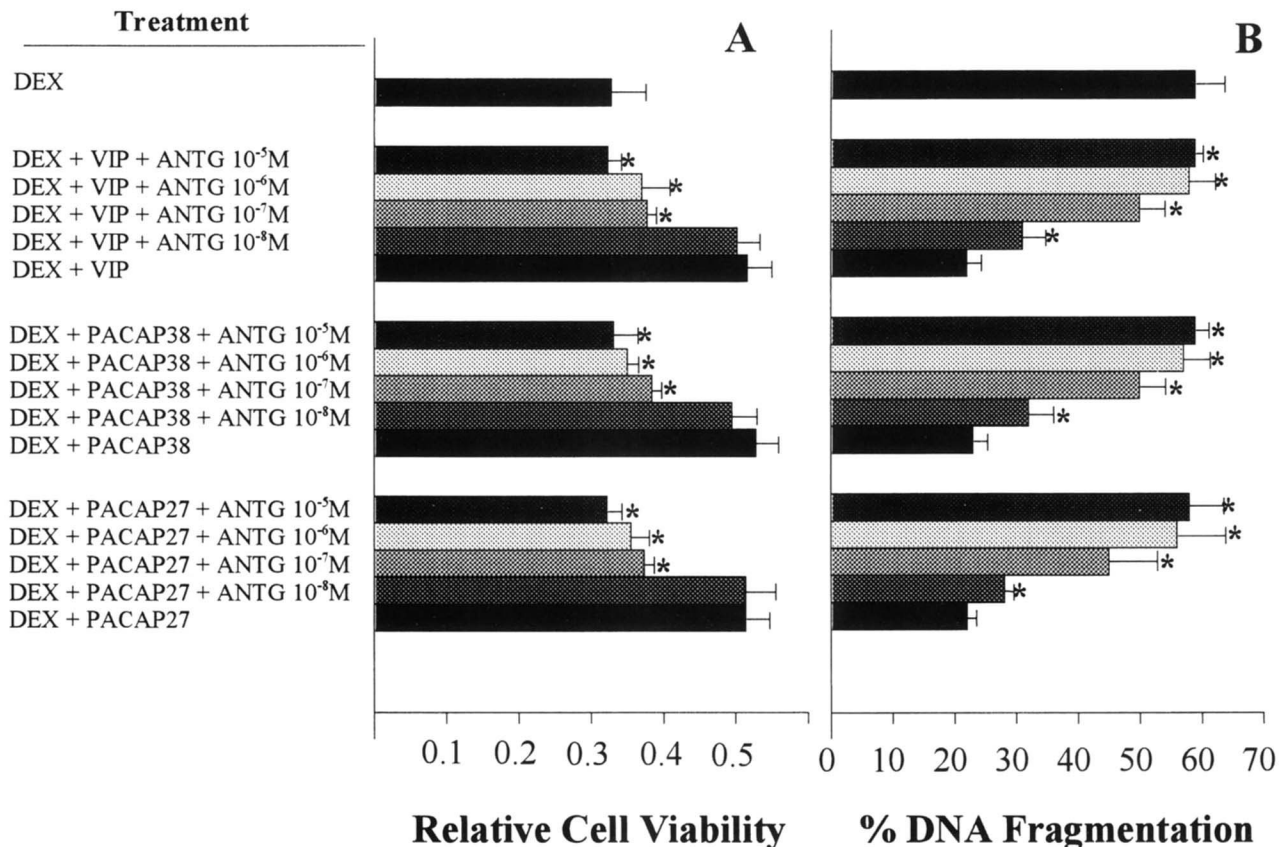 Treatment
A
B
DEX
DEX + VIP + ANTG 10⁻⁵M
DEX + VIP + ANTG 10⁻⁶M
DEX + VIP + ANTG 10⁻⁷M
DEX + VIP + ANTG 10⁻⁸M
DEX + VIP
DEX + PACAP38 + ANTG 10⁻⁵M
DEX + PACAP38 + ANTG 10⁻⁶M
DEX + PACAP38 + ANTG 10⁻⁷M
DEX + PACAP38 + ANTG 10⁻⁸M
DEX + PACAP38
DEX + PACAP27 + ANTG 10⁻⁵M
DEX + PACAP27 + ANTG 10⁻⁶M
DEX + PACAP27 + ANTG 10⁻⁷M
DEX + PACAP27 + ANTG 10⁻⁸M
DEX + PACAP27
0.1 0.2 0.3 0.4 0.5
0 10 20 30 40 50 60 70
Relative Cell Viability
% DNA Fragmentation